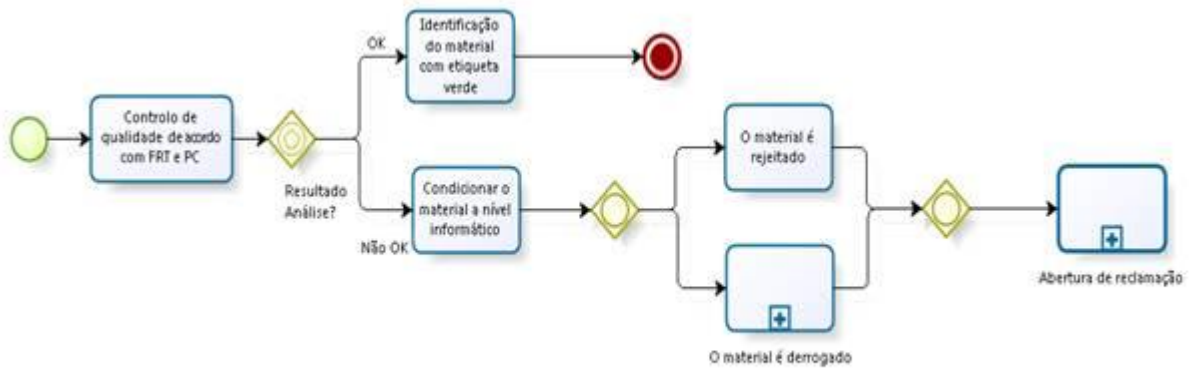 Controlo de
qualidade de acordo
com FRT e PC
Resultado
Análise?
OK
Identificação
do material
com etiqueta
verde
Não OK
Condicionar o
material a nível
informático
O material é
rejeitado
O material é derrogado
Abertura de reclamação